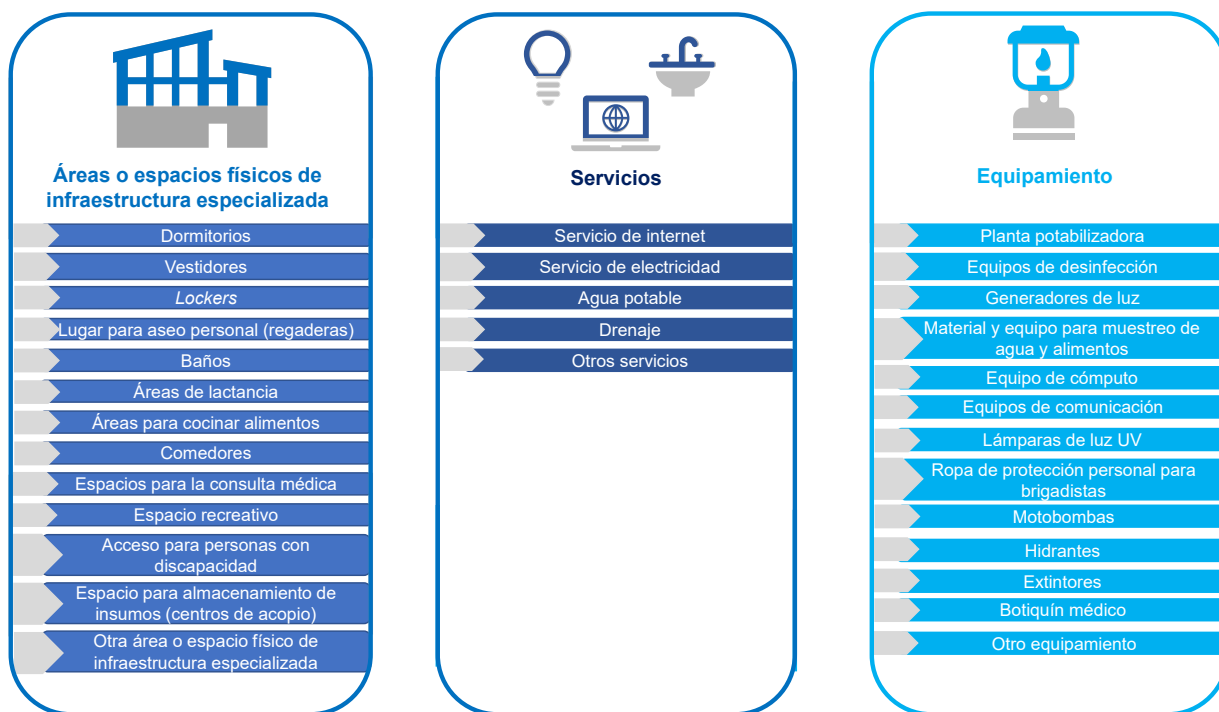 Áreas o espacios físicos de
infraestructura especializada
Dormitorios
Vestidores
Lockers
Lugar para aseo personal (regaderas)
Baños
Áreas de lactancia
Áreas para cocinar alimentos
Comedores
Espacios para la consulta médica
Espacio recreativo
Acceso para personas con
discapacidad
Espacio para almacenamiento de
insumos (centros de acopio)
Otra área o espacio físico de
infraestructura especializada
Servicios
Servicio de internet
Servicio de electricidad
Agua potable
Drenaje
Otros servicios
Equipamiento
Planta potabilizadora
Equipos de desinfección
Generadores de luz
Material y equipo para muestreo de
agua y alimentos
Equipo de cómputo
Equipos de comunicación
Lámparas de luz UV
Ropa de protección personal para
brigadistas
Motobombas
Hidrantes
Extintores
Botiquín médico
Otro equipamiento